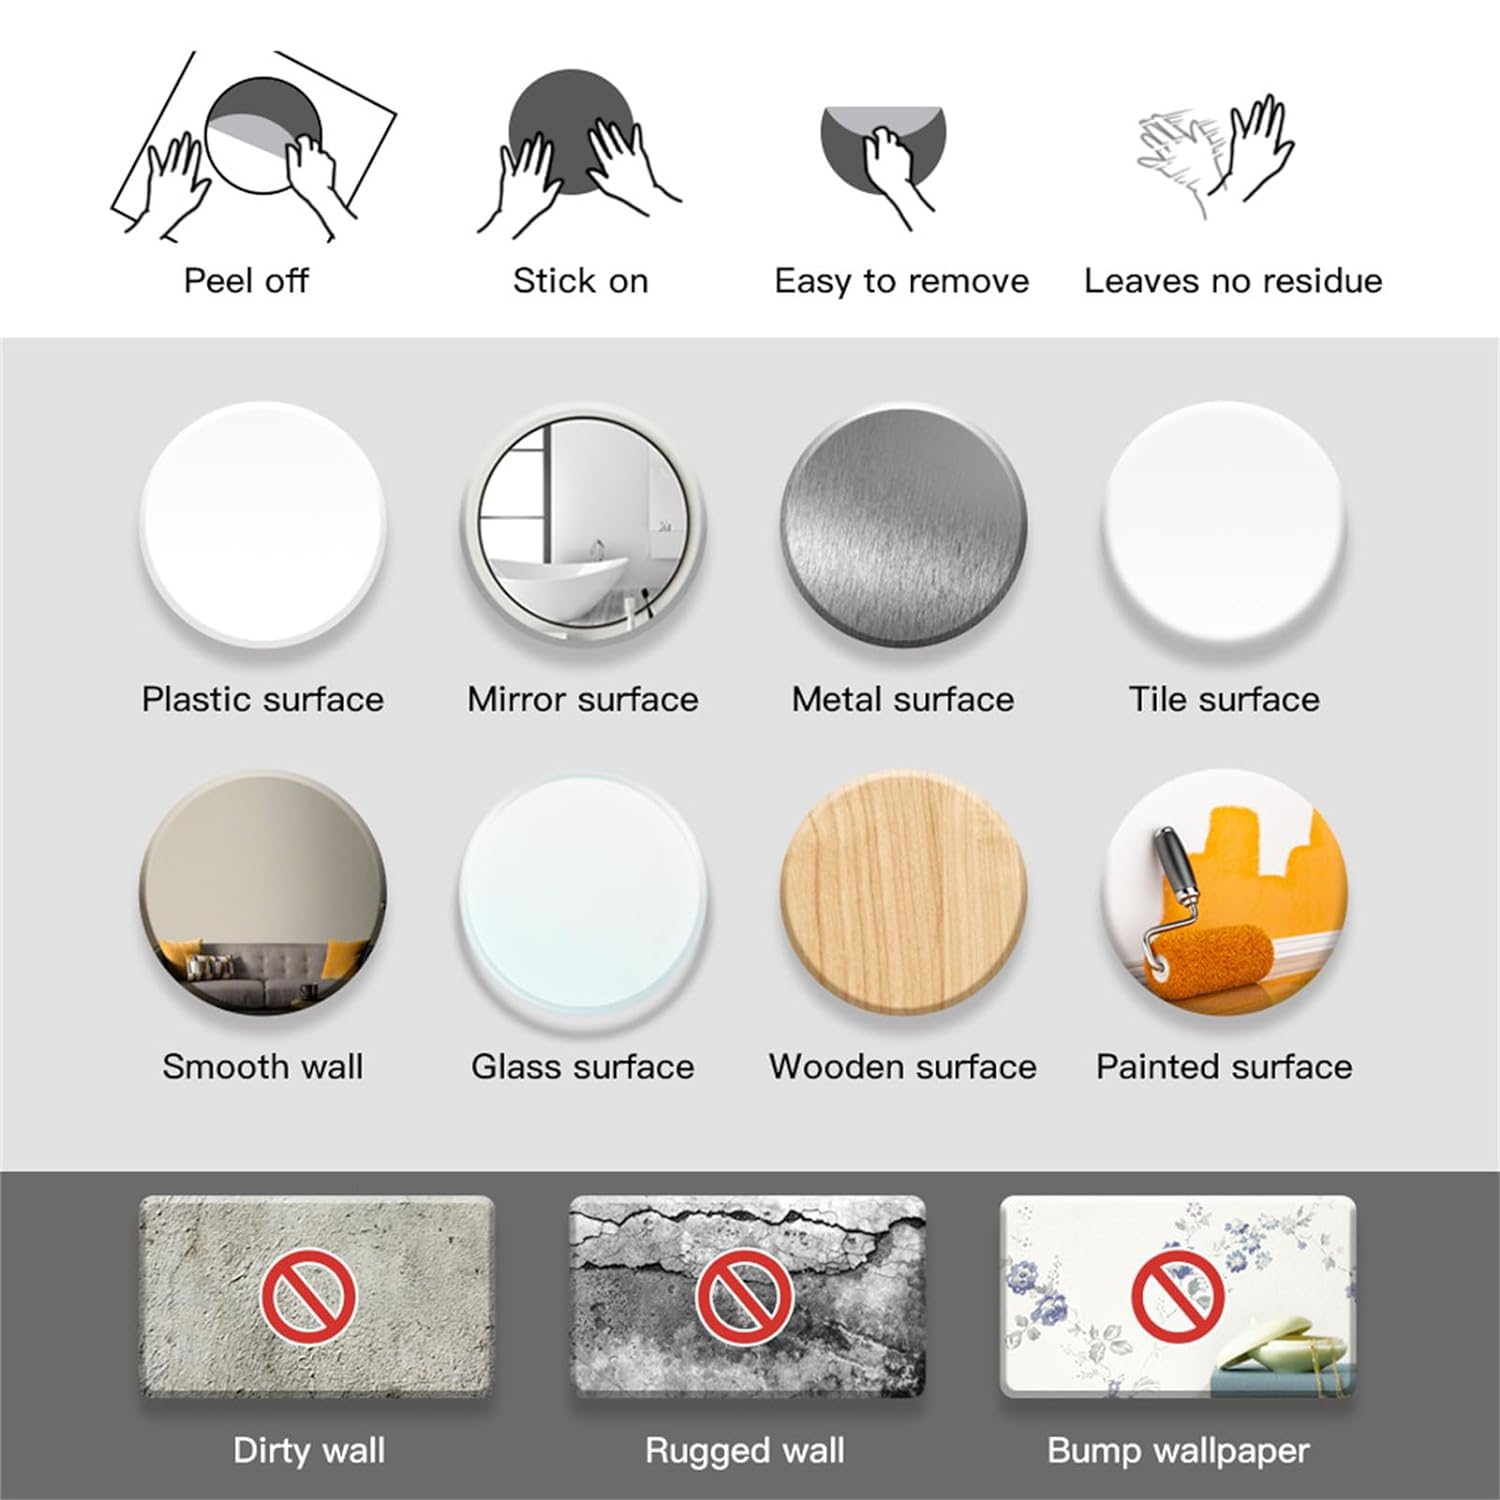 Peel off
Stick on
Easy to remove
Leaves no residue
Plastic surface
Mirror surface
Metal surface
Tile surface
Smooth wall
Glass surface
Wooden surface
Painted surface
Dirty wall
Rugged wall
Bump wallpaper